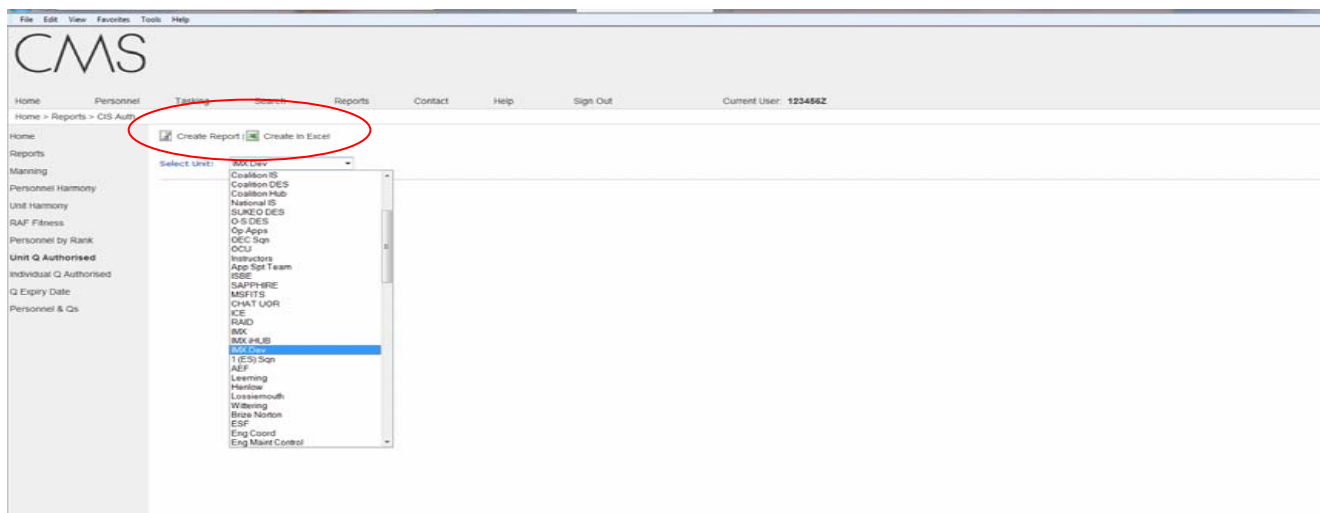 File Edit View Favorites Tools Help
CMS
Home Personnel Tasking Search Reports Contact Help Sign Out Current User: 123456Z
Home > Reports > CIS Auth
Home
Reports
Manning
Personnel Harmony
Unit Harmony
RAF Fitness
Personnel by Rank
Unit Q Authorised
Individual Q Authorised
Q Expiry Date
Personnel & Qs
Create Report | Create In Excel
Select Unit: IMX Dev
Coalition IS
Coalition DES
Coalition Hub
National IS
SUKEO DES
O-S DES
Op Apps
OEC Sqn
OCU
Instructors
App Spt Team
ISBE
SAPPHIRE
MSFITS
CHAT UOR
ICE
RAID
IMX
IMX iHUB
IMX Dev
1 (ES) Sqn
AEF
Leeming
Henlow
Lossiemouth
Wittering
Brize Norton
ESF
Eng Coord
Eng Maint Control